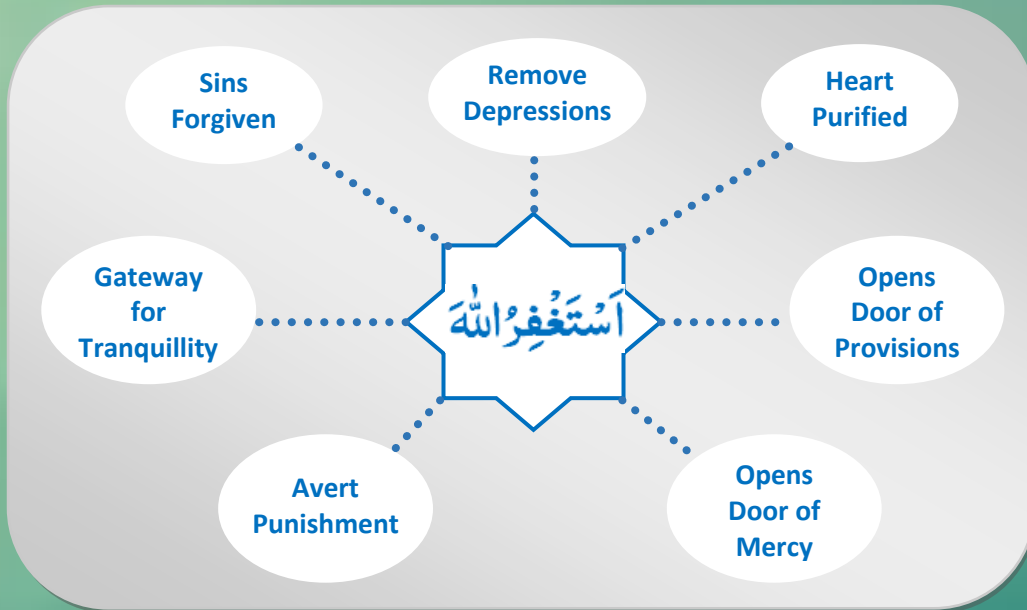 Sins
Forgiven
Remove
Depressions
Heart
Purified
Gateway
for
Tranquillity
اَسْتَغْفِرُاللهَ
Opens
Door of
Provisions
Avert
Punishment
Opens
Door of
Mercy